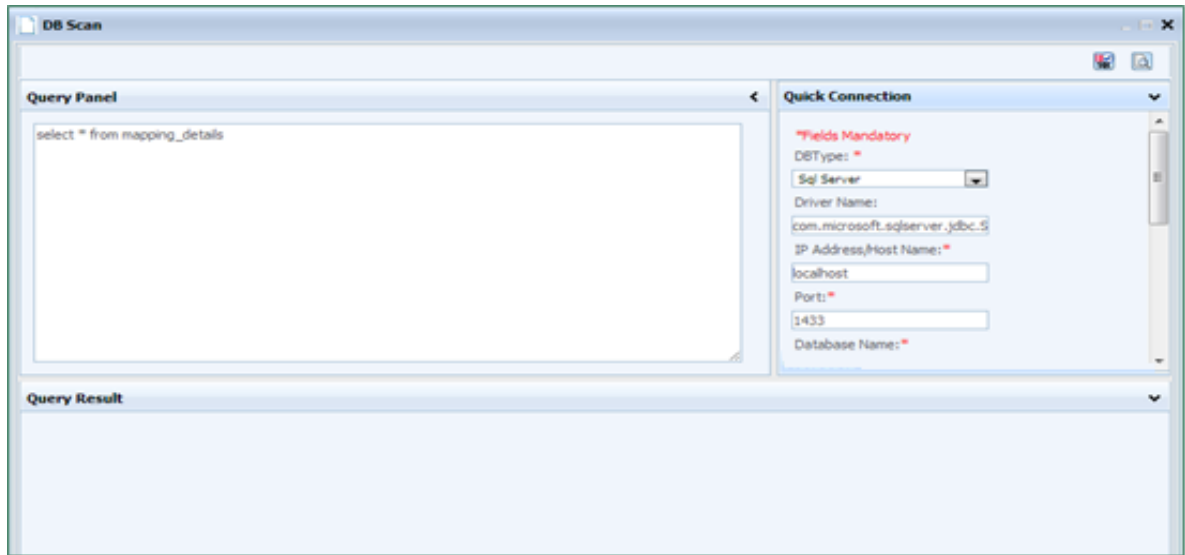 DB Scan
Query Panel
select * from mapping_details
Quick Connection
*Fields Mandatory
DBType: *
Sql Server
Driver Name:
com.microsoft.sqlserver.jdbc.S
IP Address/Host Name:*
localhost
Port:*
1433
Database Name:*
Query Result